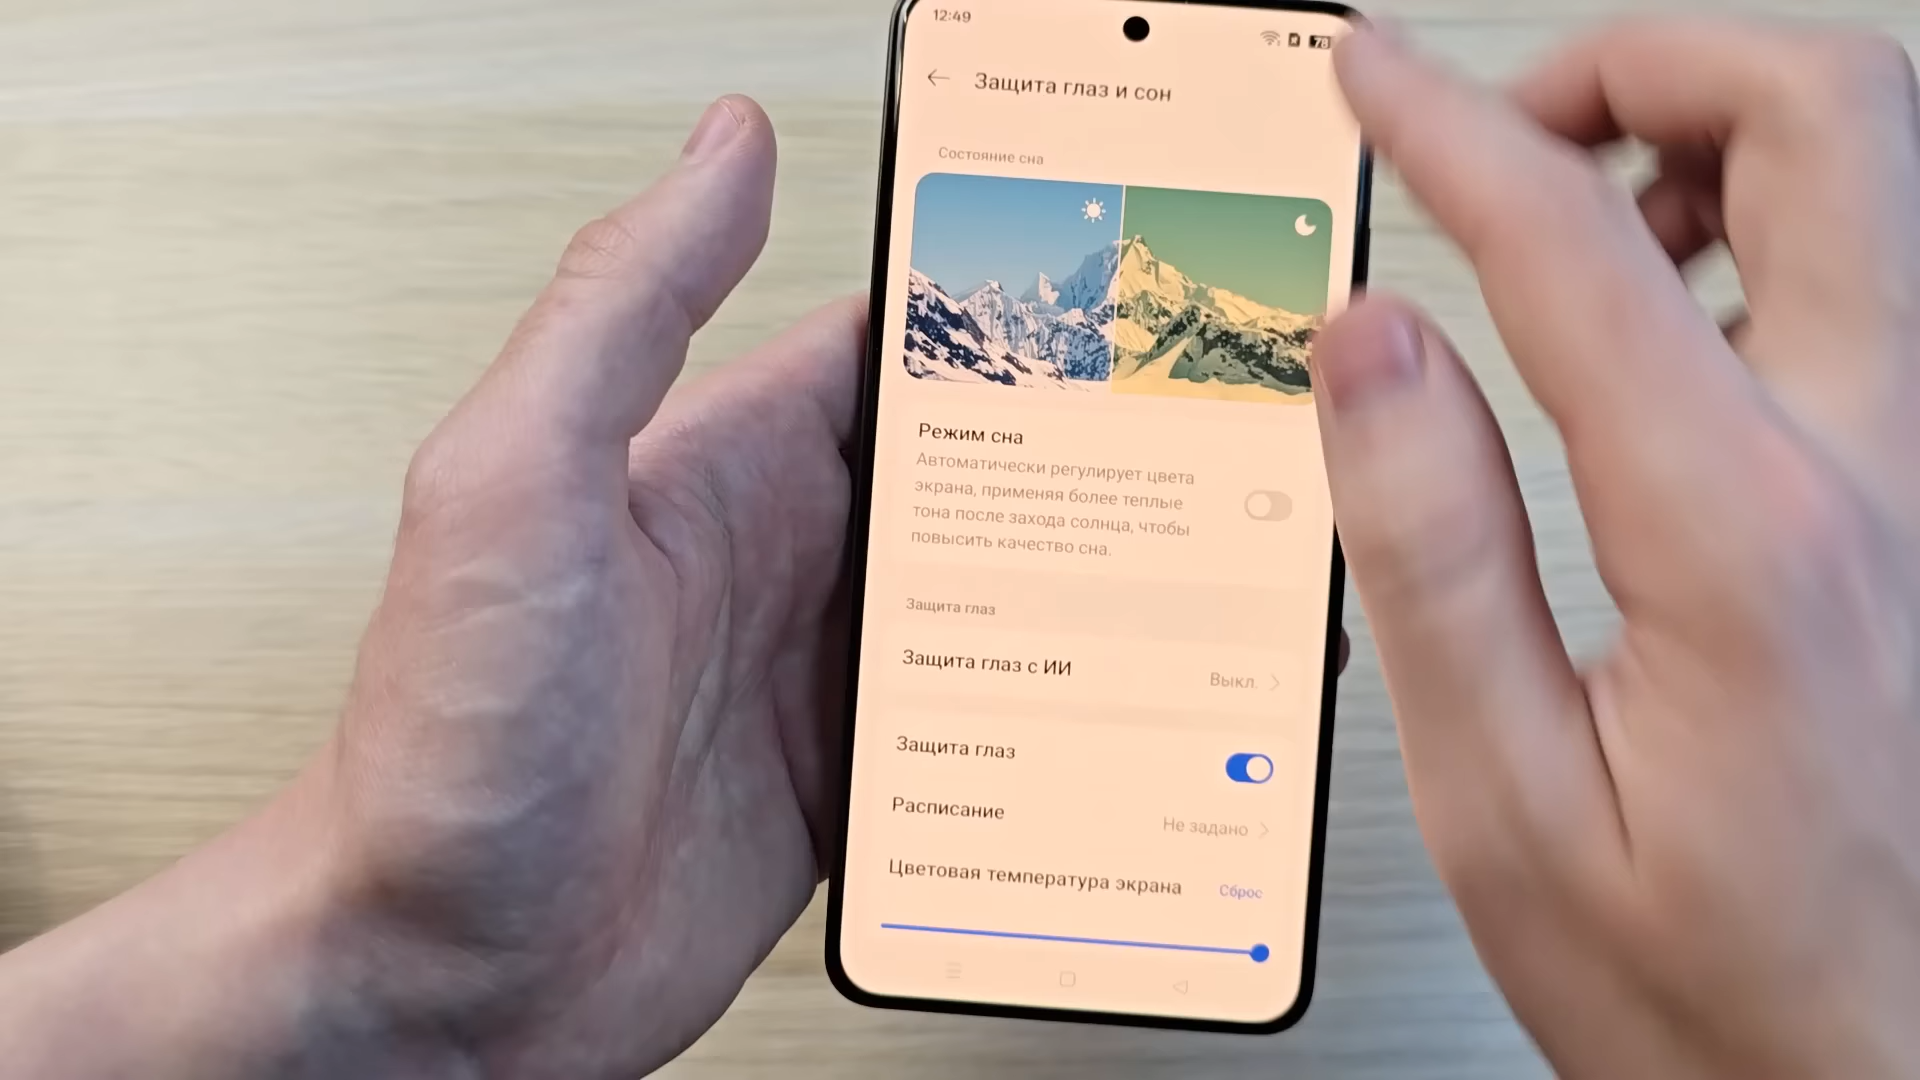 12:49
78
Защита глаз и сон
Состояние сна
Режим сна
Автоматически регулирует цвета
экрана, применяя более теплые
тона после захода солнца, чтобы
повысить качество сна.
Защита глаз
Защита глаз с ИИ
Выкл.
Защита глаз
Расписание
Не задано
Цветовая температура экрана
Сброс